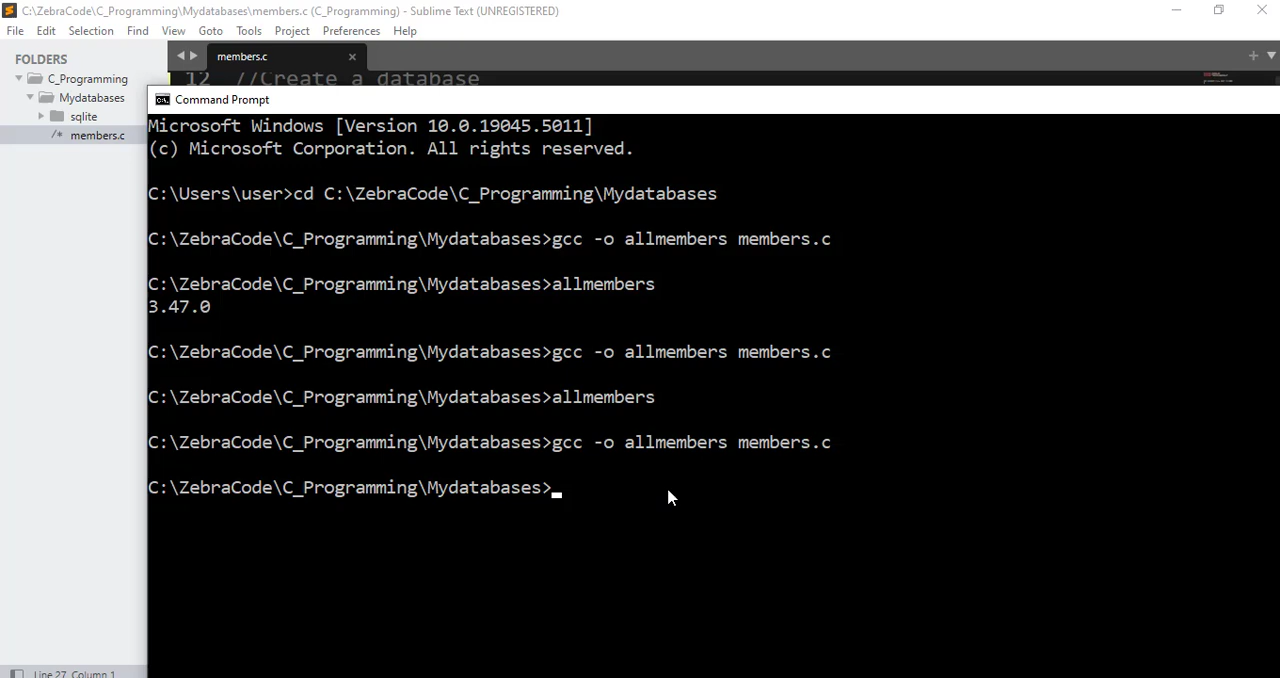 C:\ZebraCode\C_Programming\Mydatabases\members.c (C_Programming) - Sublime Text (UNREGISTERED)
File Edit Selection Find View Goto Tools Project Preferences Help
FOLDERS
C_Programming
Mydatabases
sqlite
/* members.c
members.c
12 //Create a database
Command Prompt
Microsoft Windows [Version 10.0.19045.5011]
(c) Microsoft Corporation. All rights reserved.
C:\Users\user>cd C:\ZebraCode\C_Programming\Mydatabases
C:\ZebraCode\C_Programming\Mydatabases>gcc -o allmembers members.c
C:\ZebraCode\C_Programming\Mydatabases>allmembers
3.47.0
C:\ZebraCode\C_Programming\Mydatabases>gcc -o allmembers members.c
C:\ZebraCode\C_Programming\Mydatabases>allmembers
C:\ZebraCode\C_Programming\Mydatabases>gcc -o allmembers members.c
C:\ZebraCode\C_Programming\Mydatabases>
Line 27, Column 1